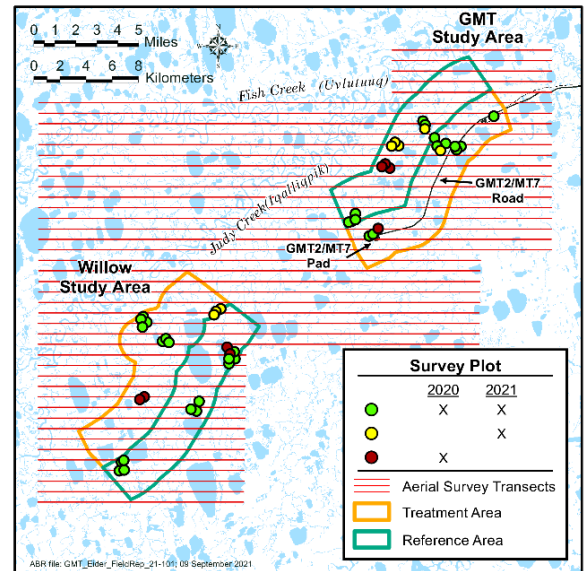 GMT
Study Area
0 1 2 3 4 5
Miles
0 2 4 6 8
Kilometers
Fish Creek (Uvlutuuq)
Judy Creek(Iqalliqpik)
GMT2/MT7
Road
GMT2/MT7
Pad
Willow
Study Area
Survey Plot
2020 2021
X X
X
X
Aerial Survey Transects
Treatment Area
Reference Area
ABR file: GMT_Eider_FieldRep_21-101; 09 September 2021